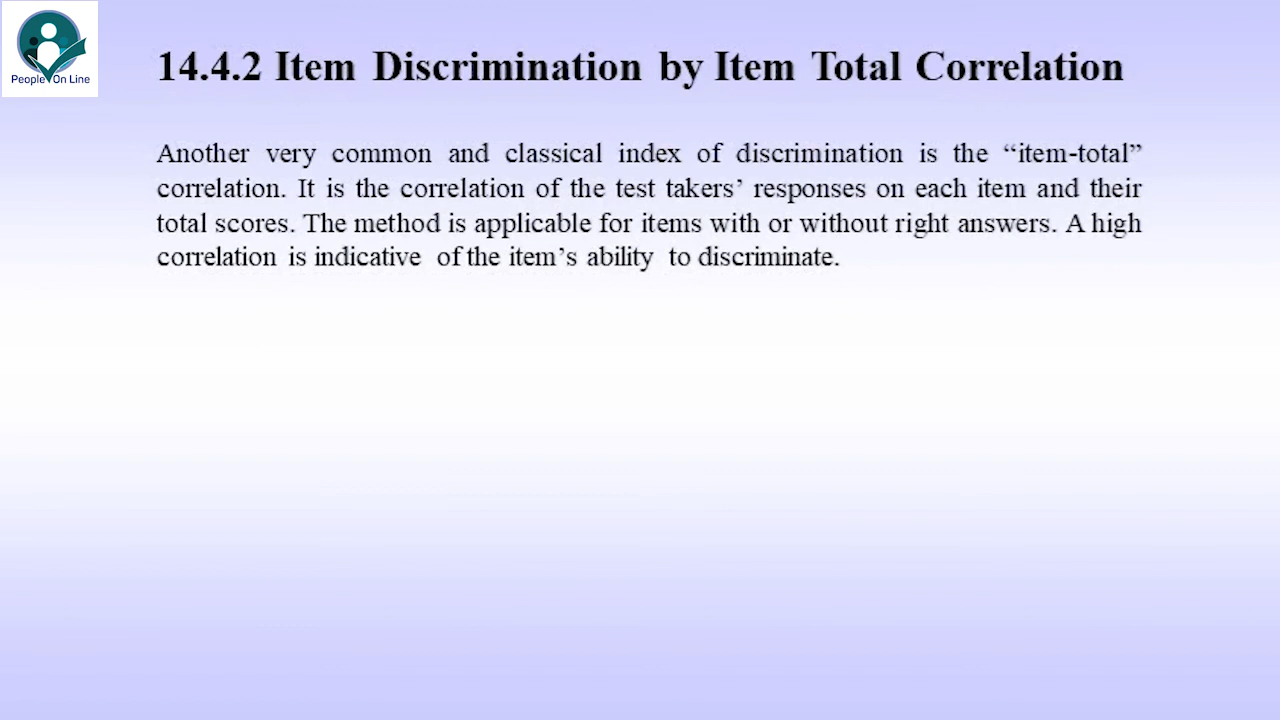 People On Line
14.4.2 Item Discrimination by Item Total Correlation
Another very common and classical index of discrimination is the “item-total”
correlation. It is the correlation of the test takers’ responses on each item and their
total scores. The method is applicable for items with or without right answers. A high
correlation is indicative of the item’s ability to discriminate.